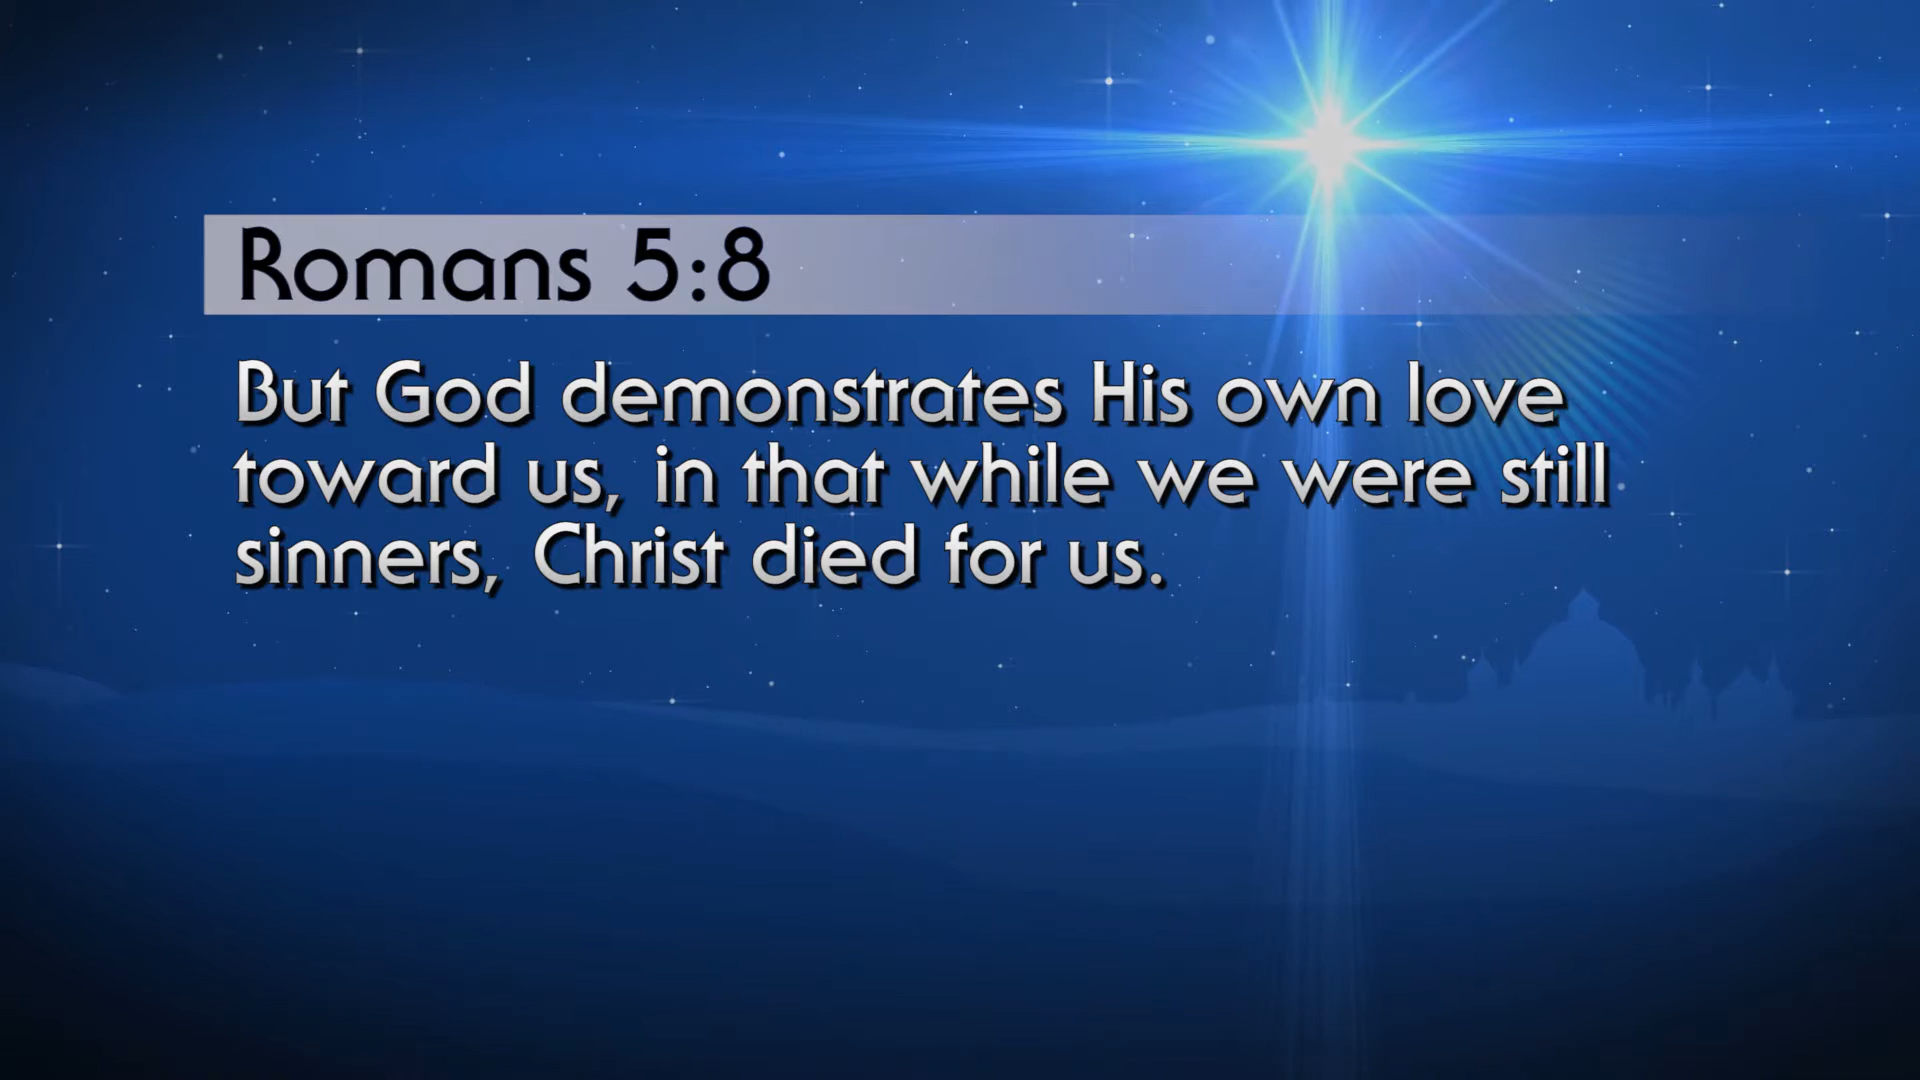 Romans 5:8
But God demonstrates His own love
toward us, in that while we were still
sinners, Christ died for us.